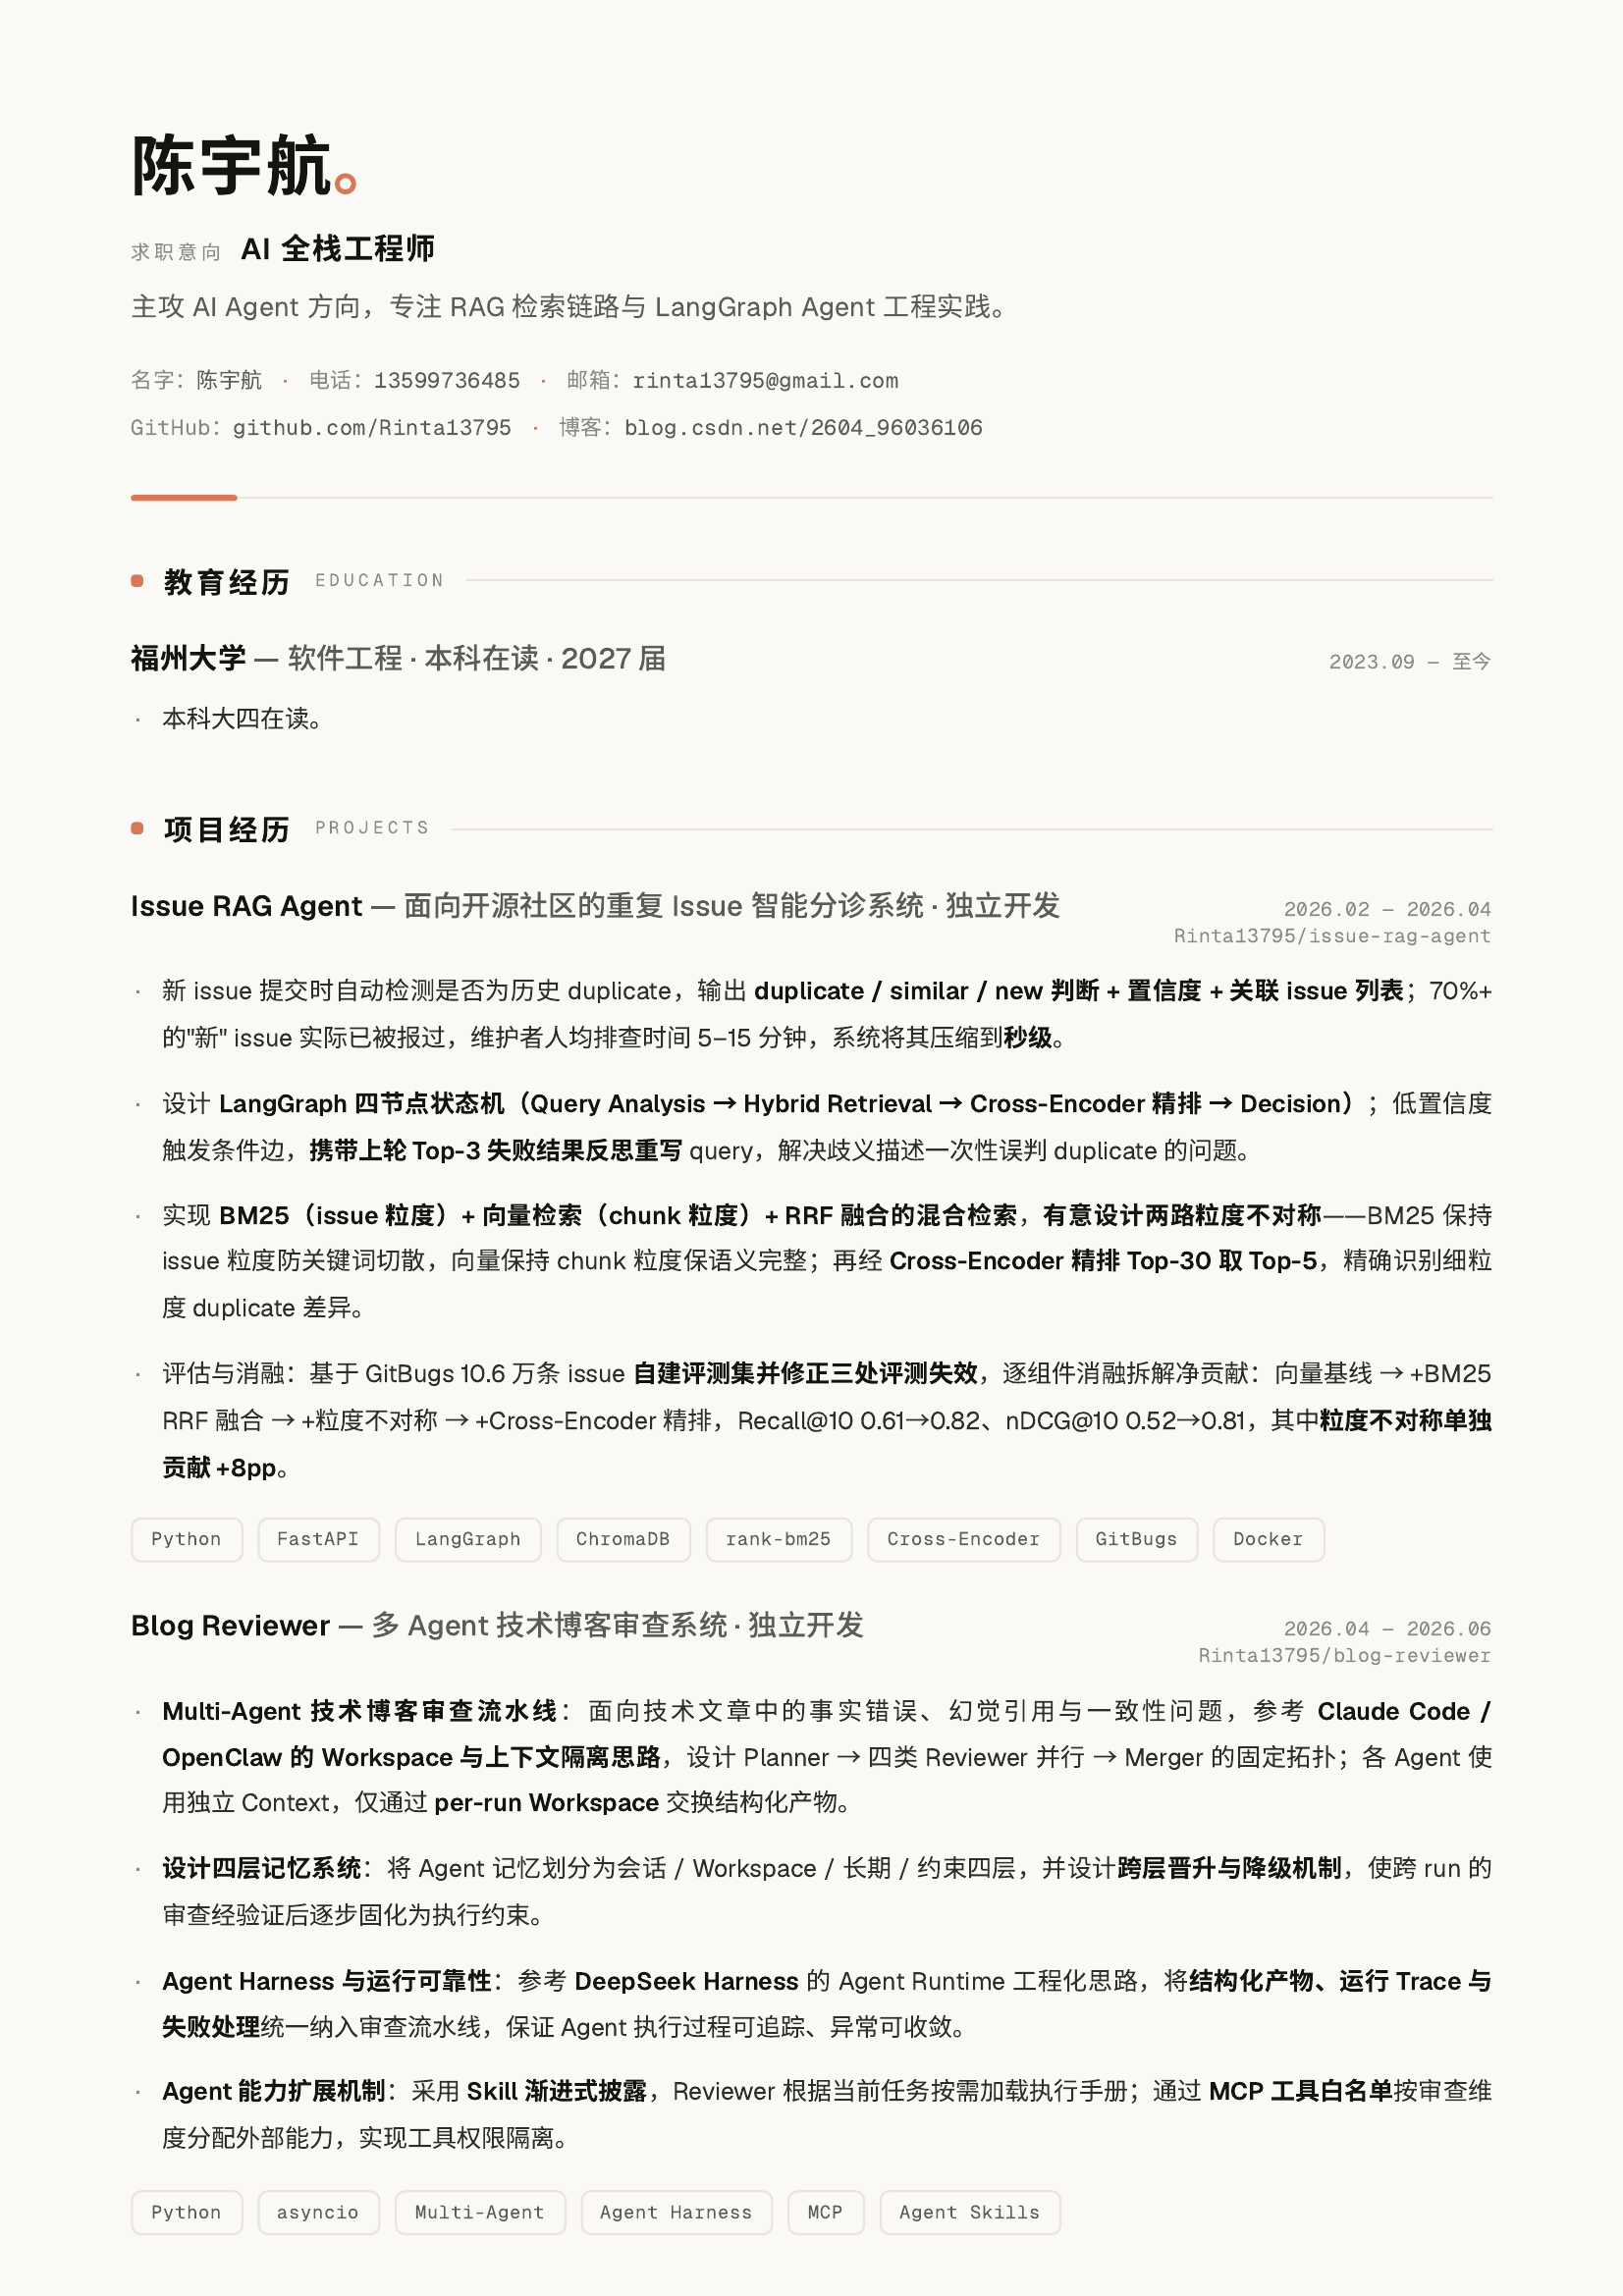 陈宇航。
求职意向 AI 全栈工程师
主攻 AI Agent 方向，专注 RAG 检索链路与 LangGraph Agent 工程实践。
名字：陈宇航 · 电话：13599736485 · 邮箱：rinta13795@gmail.com
GitHub：github.com/Rinta13795 · 博客：blog.csdn.net/2604_96036106
教育经历 EDUCATION
福州大学 — 软件工程 · 本科在读 · 2027 届 2023.09 – 至今
· 本科大四在读。
项目经历 PROJECTS
Issue RAG Agent — 面向开源社区的重复 Issue 智能分诊系统 · 独立开发 2026.02 – 2026.04
Rinta13795/issue-rag-agent
· 新 issue 提交时自动检测是否为历史 duplicate，输出 duplicate / similar / new 判断 + 置信度 + 关联 issue 列表；70%+
的"新" issue 实际已被报过，维护者人均排查时间 5–15 分钟，系统将其压缩到秒级。
· 设计 LangGraph 四节点状态机（Query Analysis → Hybrid Retrieval → Cross-Encoder 精排 → Decision）；低置信度
触发条件边，携带上轮 Top-3 失败结果反思重写 query，解决歧义描述一次性误判 duplicate 的问题。
· 实现 BM25（issue 粒度）+ 向量检索（chunk 粒度）+ RRF 融合的混合检索，有意设计两路粒度不对称——BM25 保持
issue 粒度防关键词切散，向量保持 chunk 粒度保语义完整；再经 Cross-Encoder 精排 Top-30 取 Top-5，精确识别细粒
度 duplicate 差异。
· 评估与消融：基于 GitBugs 10.6 万条 issue 自建评测集并修正三处评测失效，逐组件消融拆解净贡献：向量基线 → +BM25
RRF 融合 → +粒度不对称 → +Cross-Encoder 精排，Recall@10 0.61→0.82、nDCG@10 0.52→0.81，其中粒度不对称单独
贡献 +8pp。
Python FastAPI LangGraph ChromaDB rank-bm25 Cross-Encoder GitBugs Docker
Blog Reviewer — 多 Agent 技术博客审查系统 · 独立开发 2026.04 – 2026.06
Rinta13795/blog-reviewer
· Multi-Agent 技术博客审查流水线：面向技术文章中的事实错误、幻觉引用与一致性问题，参考 Claude Code /
OpenClaw 的 Workspace 与上下文隔离思路，设计 Planner → 四类 Reviewer 并行 → Merger 的固定拓扑；各 Agent 使
用独立 Context，仅通过 per-run Workspace 交换结构化产物。
· 设计四层记忆系统：将 Agent 记忆划分为会话 / Workspace / 长期 / 约束四层，并设计跨层晋升与降级机制，使跨 run 的
审查经验证后逐步固化为执行约束。
· Agent Harness 与运行可靠性：参考 DeepSeek Harness 的 Agent Runtime 工程化思路，将结构化产物、运行 Trace 与
失败处理统一纳入审查流水线，保证 Agent 执行过程可追踪、异常可收敛。
· Agent 能力扩展机制：采用 Skill 渐进式披露，Reviewer 根据当前任务按需加载执行手册；通过 MCP 工具白名单按审查维
度分配外部能力，实现工具权限隔离。
Python asyncio Multi-Agent Agent Harness MCP Agent Skills